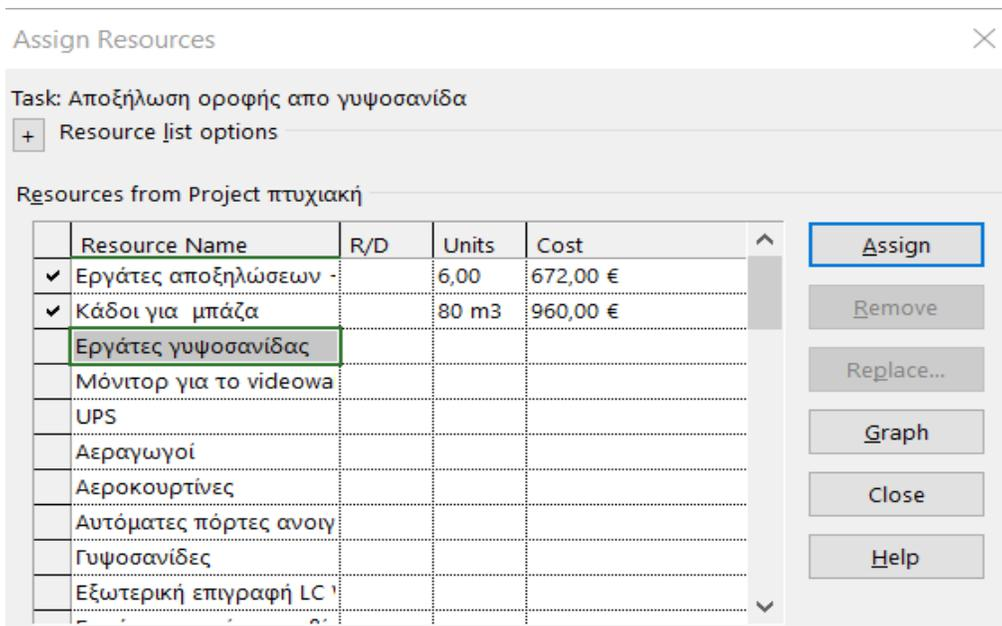 Assign Resources
Task: Αποξήλωση οροφής απο γυψοσανίδα
+ Resource list options
Resources from Project πτυχιακή
Resource Name R/D Units Cost
Εργάτες αποξηλώσεων - 6,00 672,00 €
Κάδοι για μπάζα 80 m3 960,00 €
Εργάτες γυψοσανίδας
Μόνιτορ για το videowa
UPS
Αεραγωγοί
Αεροκουρτίνες
Αυτόματες πόρτες ανοιγ
Γυψοσανίδες
Εξωτερική επιγραφή LC
Assign
Remove
Replace...
Graph
Close
Help